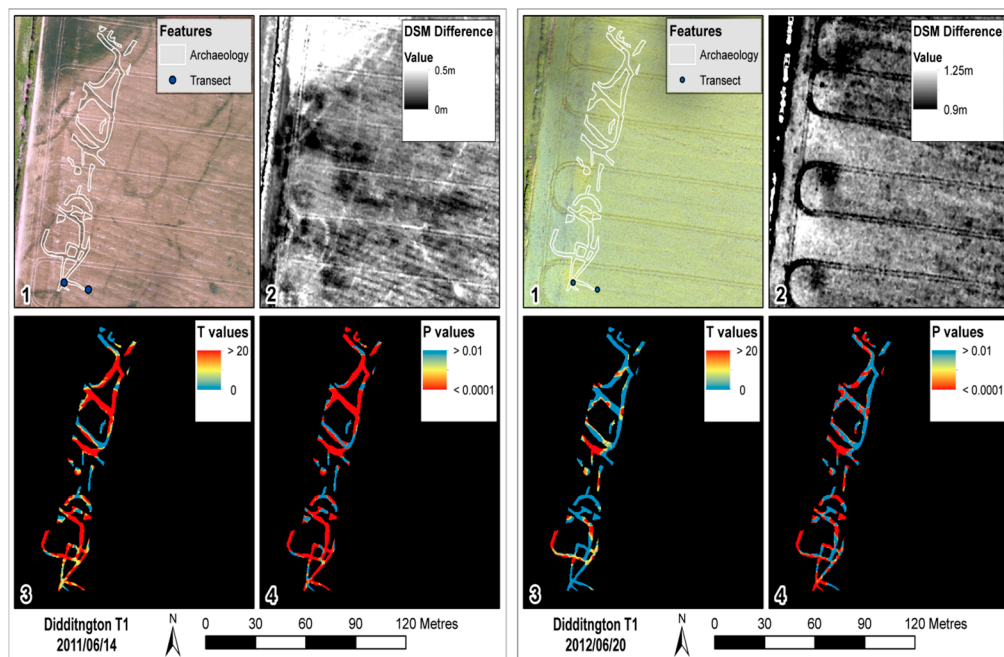 Features
Archaeology
Transect
1
DSM Difference
Value
0.5m
0m
2
T values
> 20
0
3
P values
> 0.01
< 0.0001
4
Didditngton T1
2011/06/14
N
0 30 60 90 120 Metres
Features
Archaeology
Transect
1
DSM Difference
Value
1.25m
0.9m
2
T values
> 20
0
3
P values
> 0.01
< 0.0001
4
Didditngton T1
2012/06/20
N
0 30 60 90 120 Metres